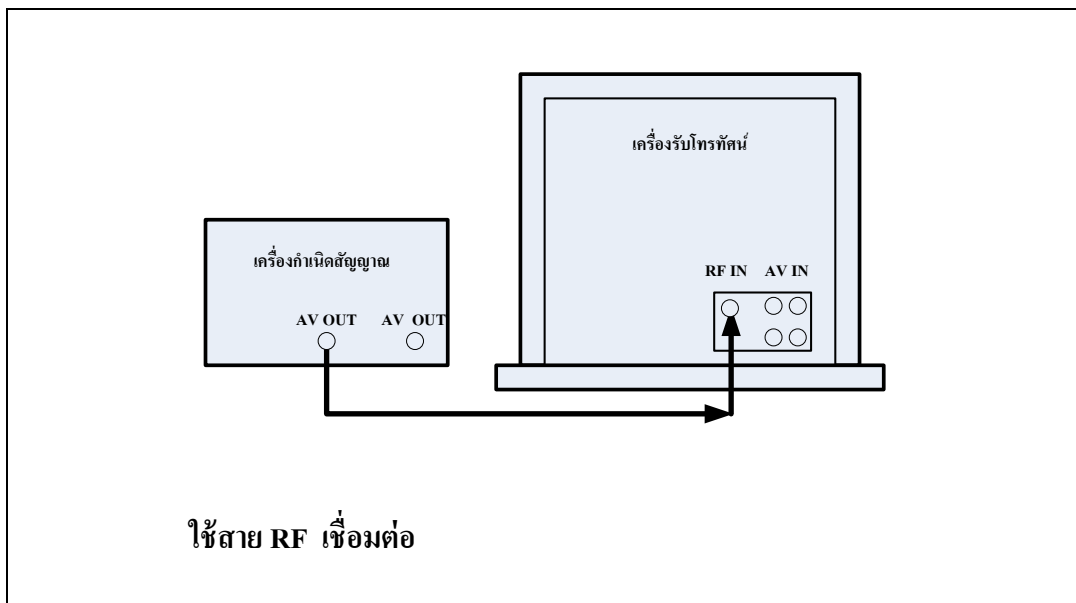 เครื่องรับโทรทัศน์
เครื่องกำเนิดสัญญาณ
RF IN AV IN
AV OUT AV OUT
ใช้สาย RF เชื่อมต่อ